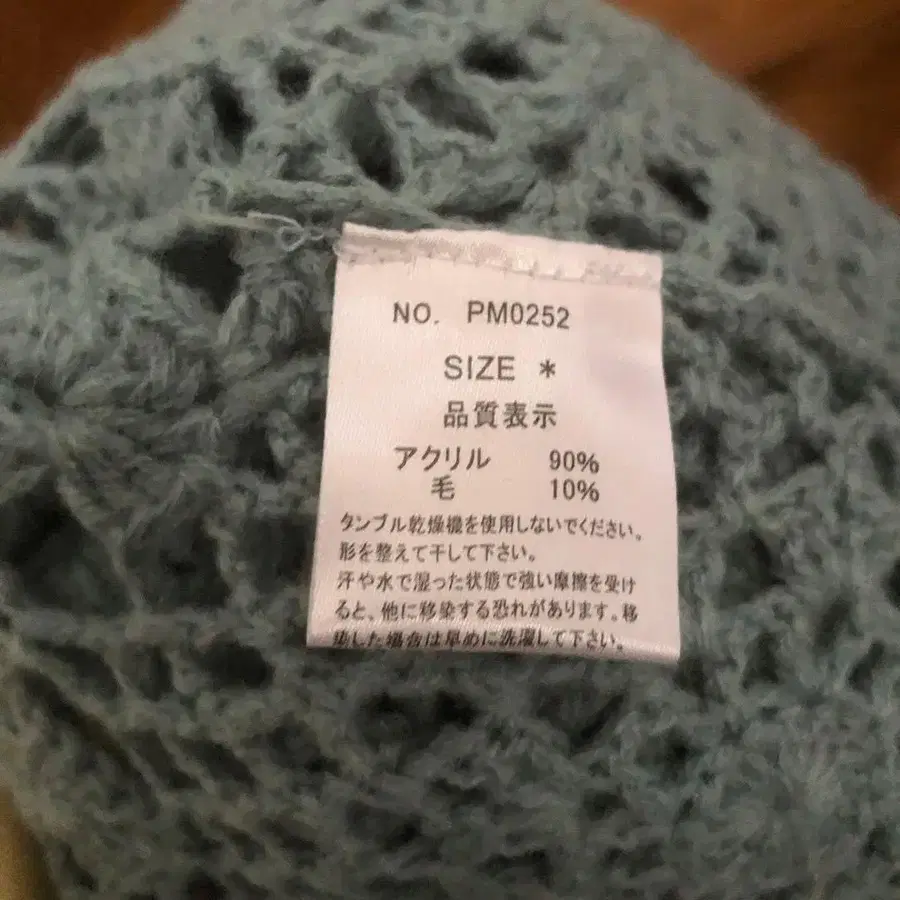 NO. PM0252
SIZE *
品質表示
アクリル 90%
毛 10%
タンブル乾燥機を使用しないでください。
形を整えて干して下さい。
汗や水で湿った状態で強い摩擦を受け
ると、他に移染する恐れがあります。移
染した場合は早めに洗濯して下さい。